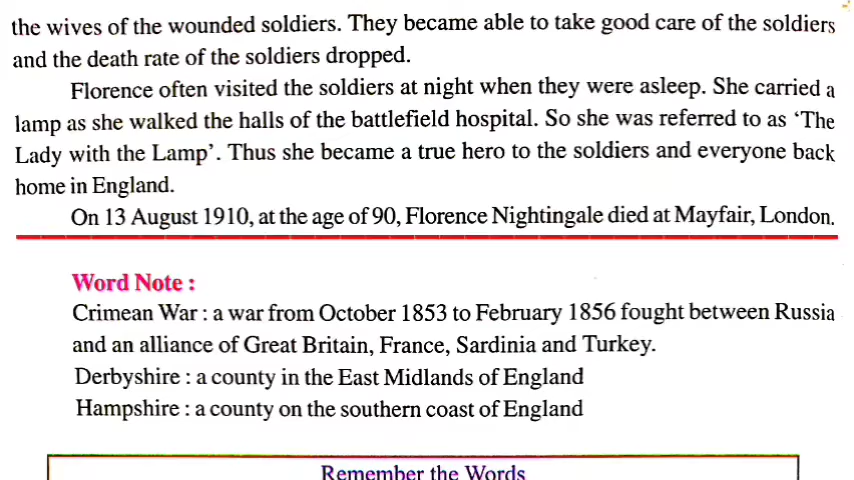 the wives of the wounded soldiers. They became able to take good care of the soldiers
and the death rate of the soldiers dropped.
Florence often visited the soldiers at night when they were asleep. She carried a
lamp as she walked the halls of the battlefield hospital. So she was referred to as ‘The
Lady with the Lamp’. Thus she became a true hero to the soldiers and everyone back
home in England.
On 13 August 1910, at the age of 90, Florence Nightingale died at Mayfair, London.
Word Note :
Crimean War : a war from October 1853 to February 1856 fought between Russia
and an alliance of Great Britain, France, Sardinia and Turkey.
Derbyshire : a county in the East Midlands of England
Hampshire : a county on the southern coast of England
Remember the Words